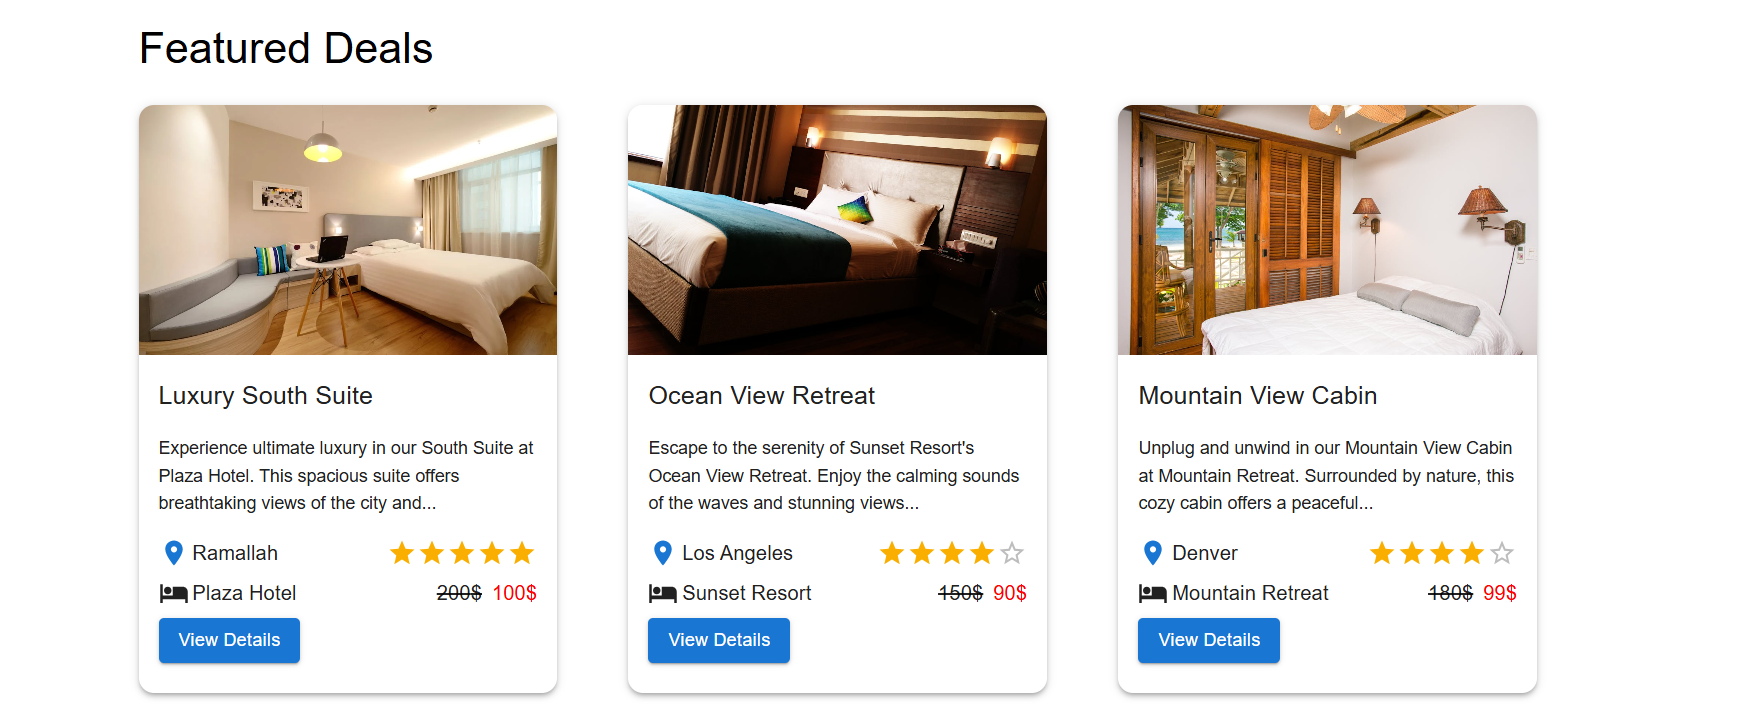 Featured Deals
Luxury South Suite
Experience ultimate luxury in our South Suite at
Plaza Hotel. This spacious suite offers
breathtaking views of the city and...
Ramallah
Plaza Hotel 200$ 100$
View Details
Ocean View Retreat
Escape to the serenity of Sunset Resort's
Ocean View Retreat. Enjoy the calming sounds
of the waves and stunning views...
Los Angeles
Sunset Resort 150$ 90$
View Details
Mountain View Cabin
Unplug and unwind in our Mountain View Cabin
at Mountain Retreat. Surrounded by nature, this
cozy cabin offers a peaceful...
Denver
Mountain Retreat 180$ 99$
View Details